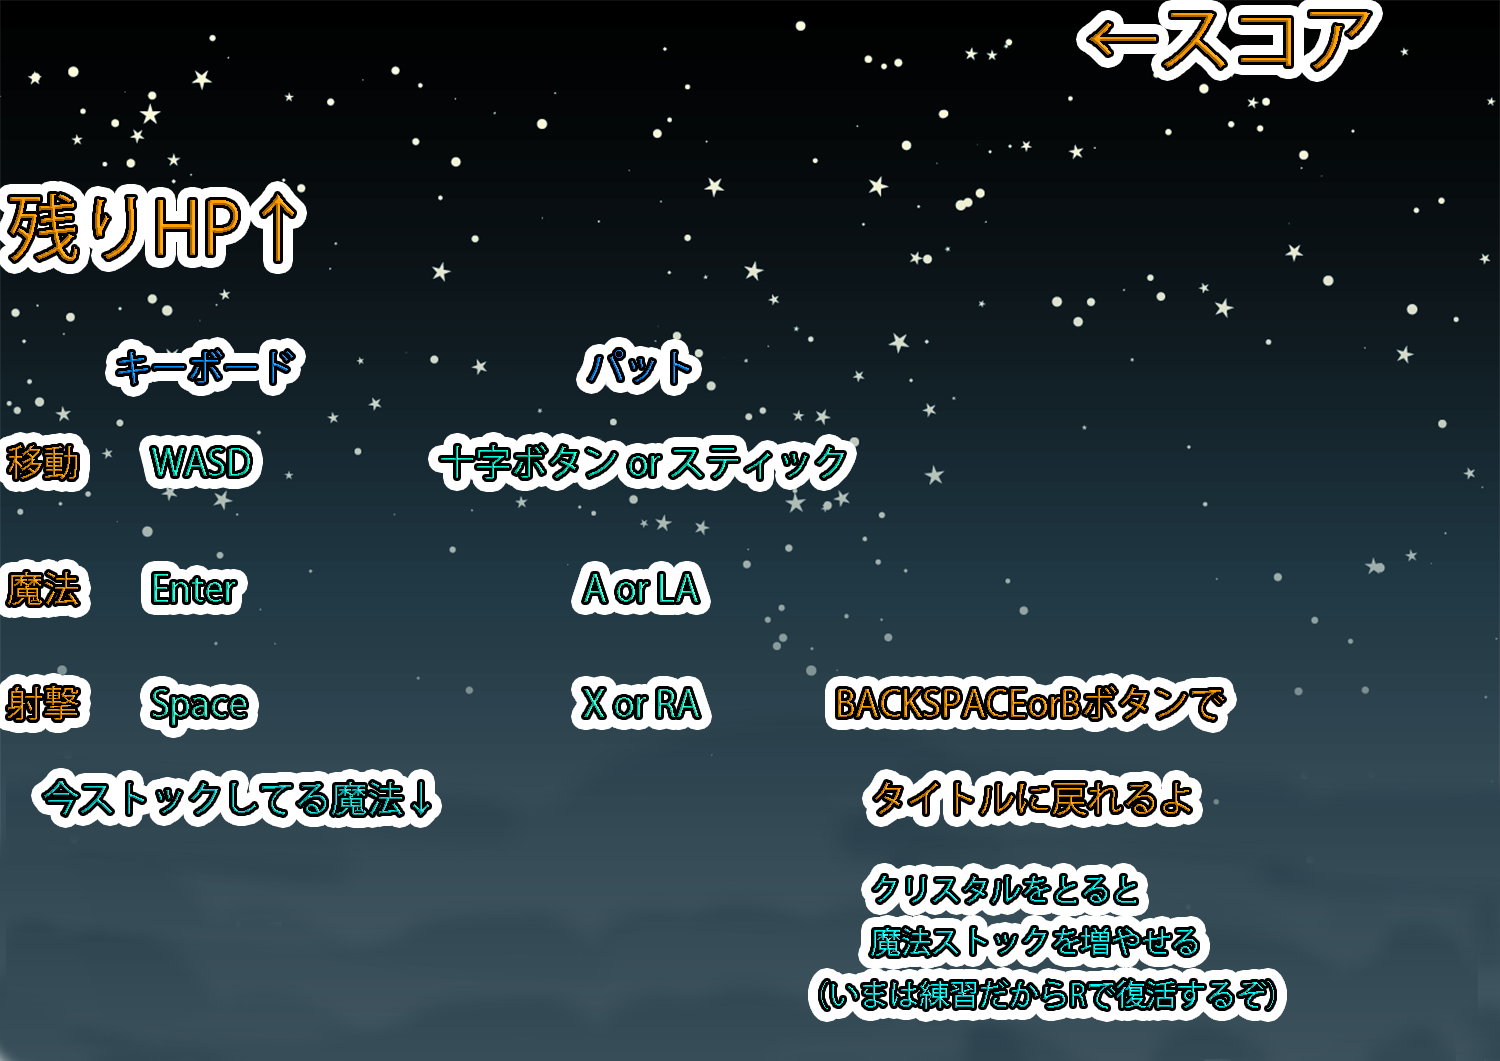 ←スコア
残りHP↑
キーボード パット
移動 WASD 十字ボタン or スティック
魔法 Enter A or LA
射撃 Space X or RA BACKSPACEorBボタンで
今ストックしてる魔法↓ タイトルに戻れるよ
クリスタルをとると
魔法ストックを増やせる
(いまは練習だからRで復活するぞ)